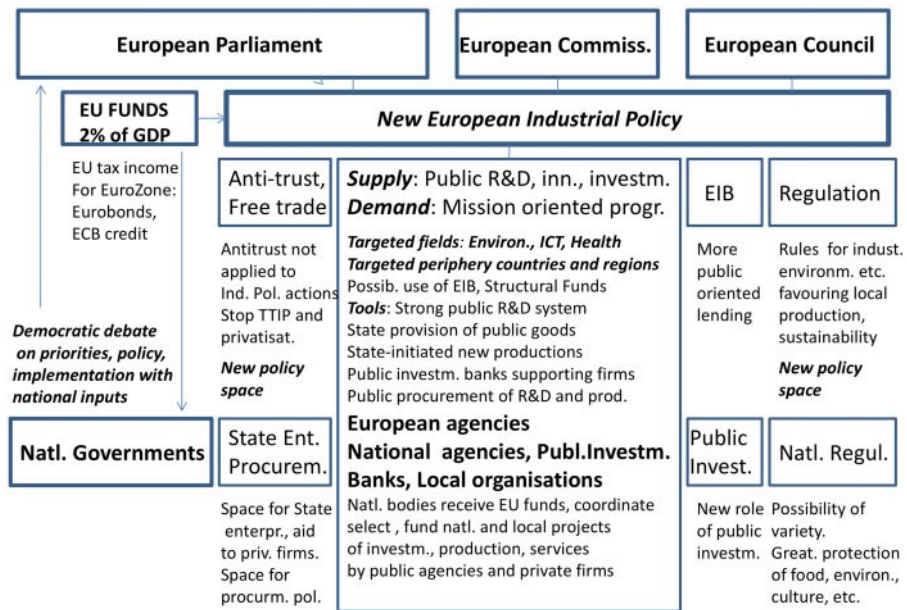 European Parliament
European Commiss.
European Council
EU FUNDS
2% of GDP
New European Industrial Policy
EU tax income
For EuroZone:
Eurobonds,
ECB credit
Anti-trust,
Free trade
Antitrust not
applied to
Ind. Pol. actions
Stop TTIP and
privatisat.
New policy
space
Supply: Public R&D, inn., investm.
Demand: Mission oriented progr.
Targeted fields: Environ., ICT, Health
Targeted periphery countries and regions
Possib. use of EIB, Structural Funds
Tools: Strong public R&D system
State provision of public goods
State-initiated new productions
Public investm. banks supporting firms
Public procurement of R&D and prod.
European agencies
National agencies, Publ.Investm.
Banks, Local organisations
Natl. bodies receive EU funds, coordinate
select , fund natl. and local projects
of investm., production, services
by public agencies and private firms
EIB
More
public
oriented
lending
Regulation
Rules for indust.
environm. etc.
favouring local
production,
sustainability
New policy
space
Democratic debate
on priorities, policy,
implementation with
national inputs
Natl. Governments
State Ent.
Procurem.
Space for State
enterpr., aid
to priv. firms.
Space for
procurm. pol.
Public
Invest.
New role
of public
investm.
Natl. Regul.
Possibility of
variety.
Great. protection
of food, environ.,
culture, etc.